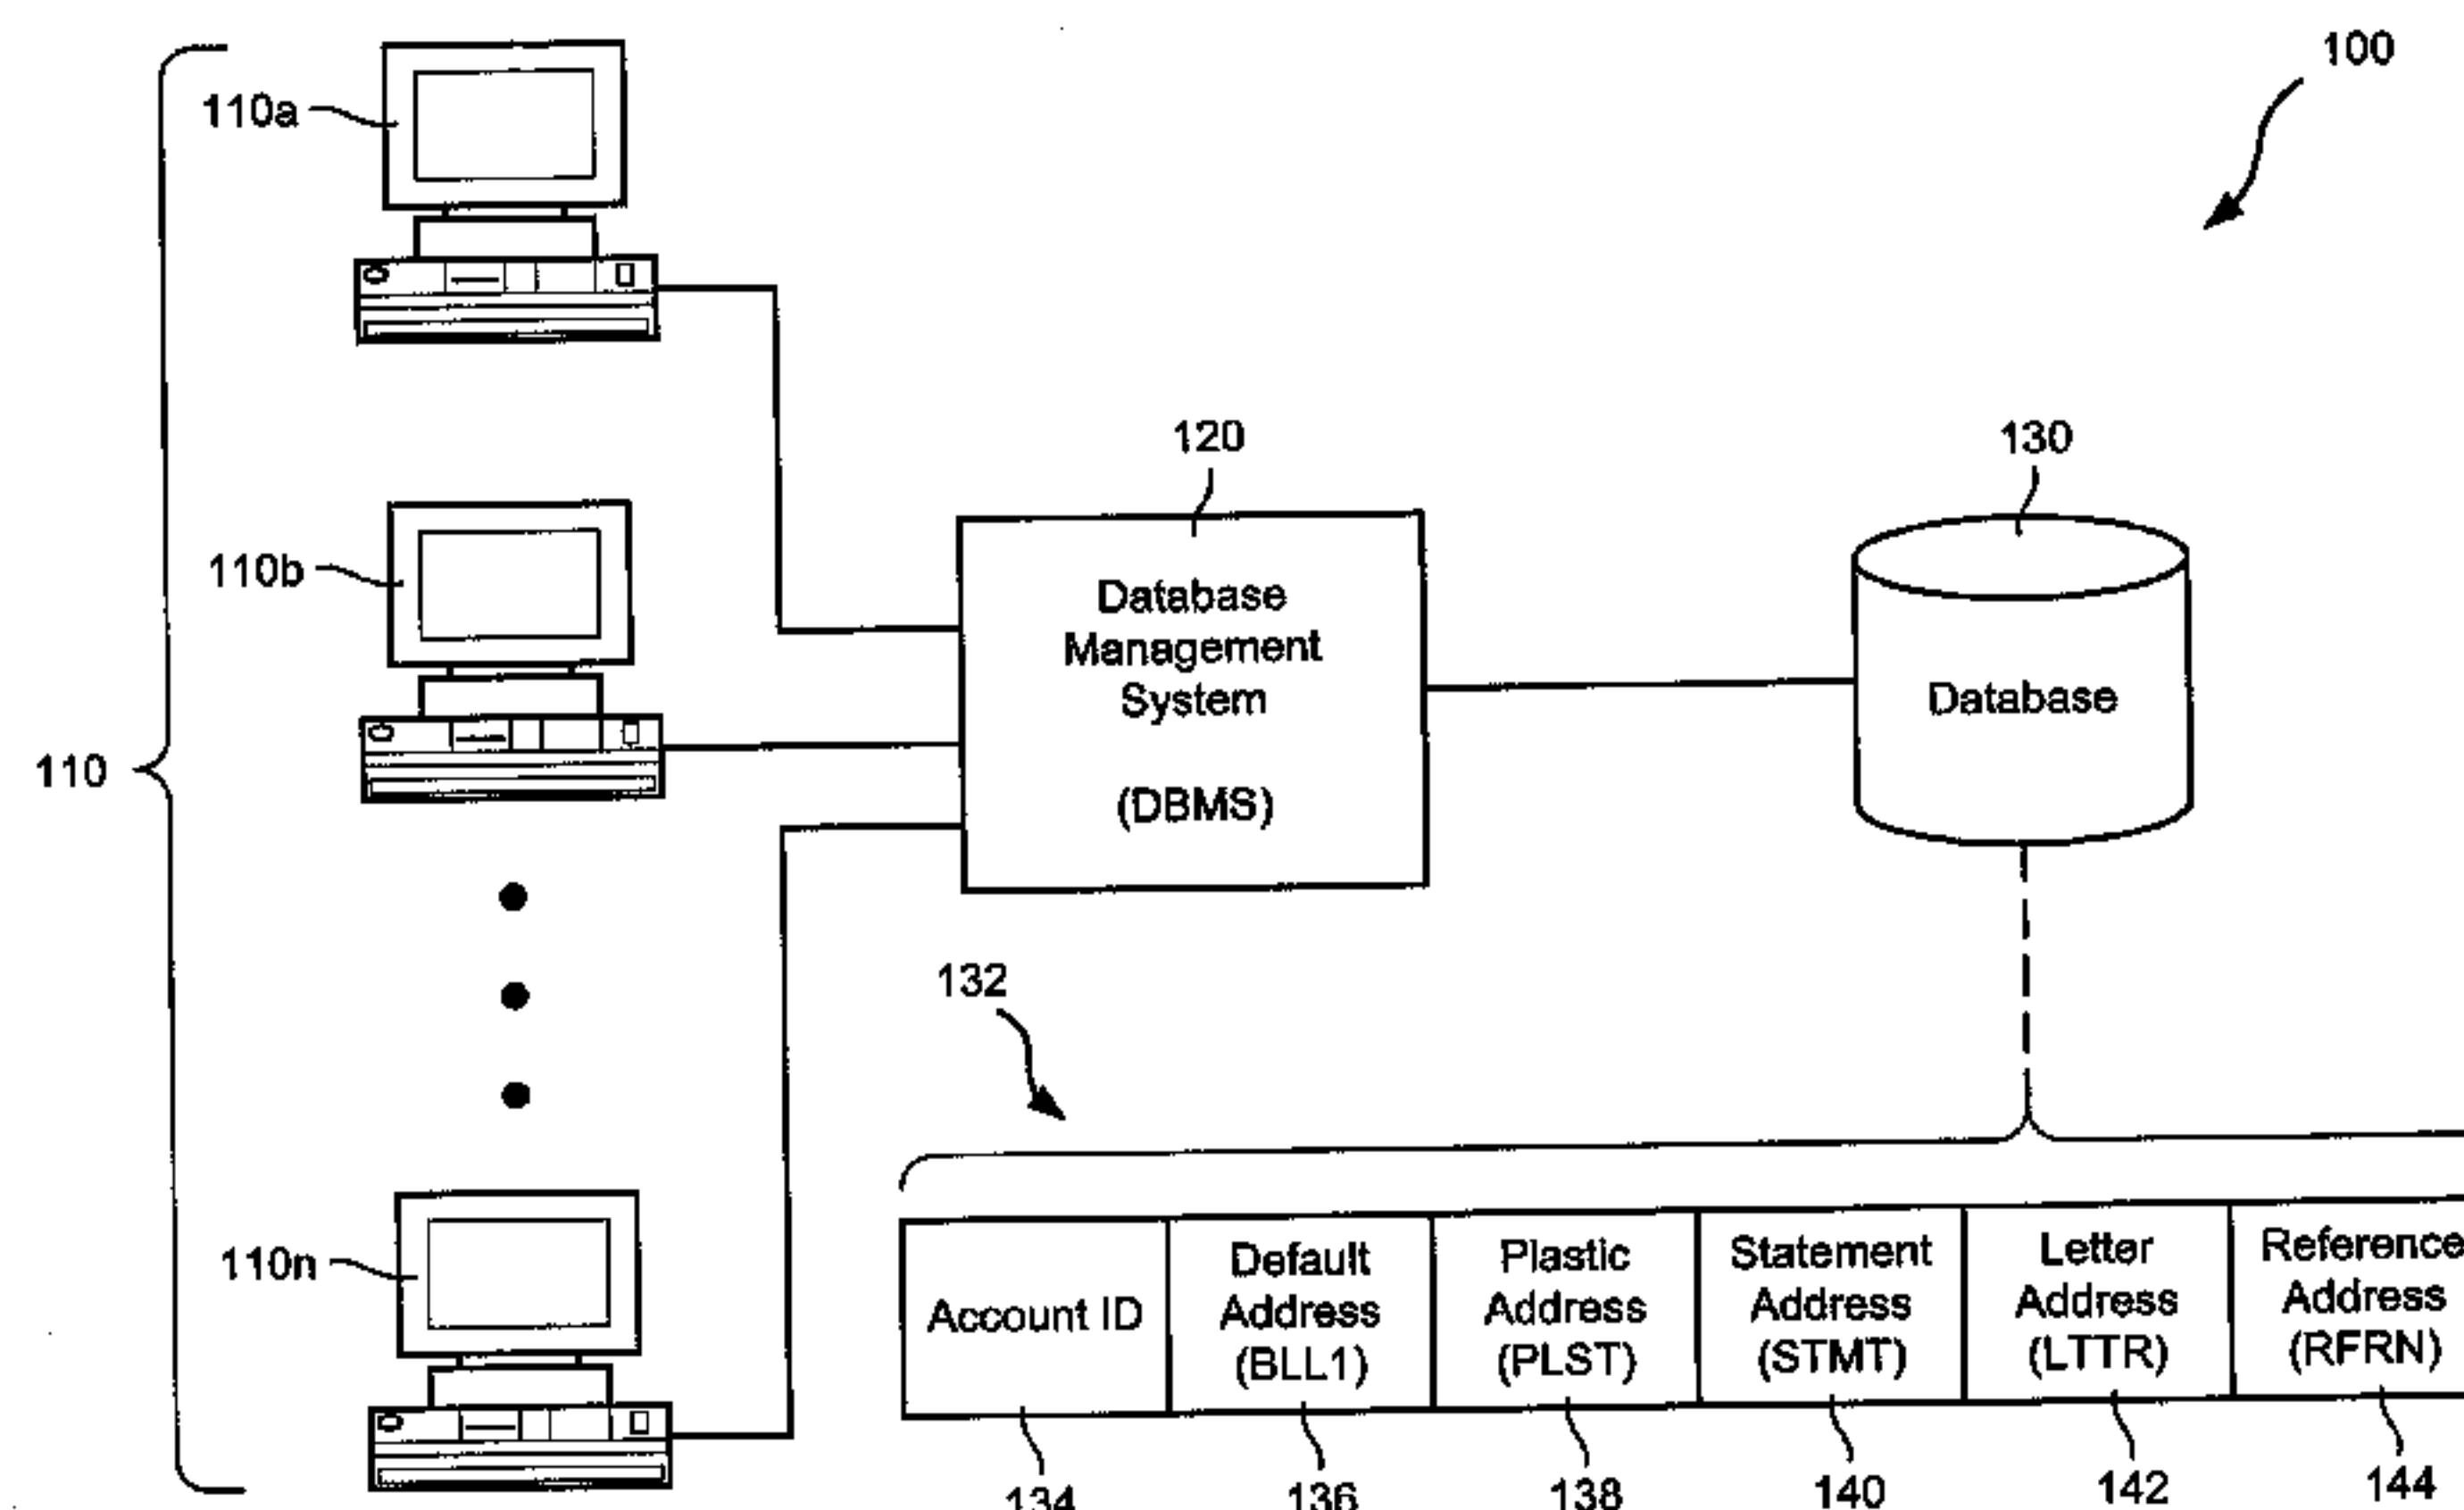 100
110a
120
130
110b
Database
Management
System
(DBMS)
Database
110
132
110n
Account ID
Default
Address
(BLL1)
Plastic
Address
(PLST)
Statement
Address
(STMT)
Letter
Address
(LTTR)
Reference
Address
(RFRN)
134
136
138
140
142
144